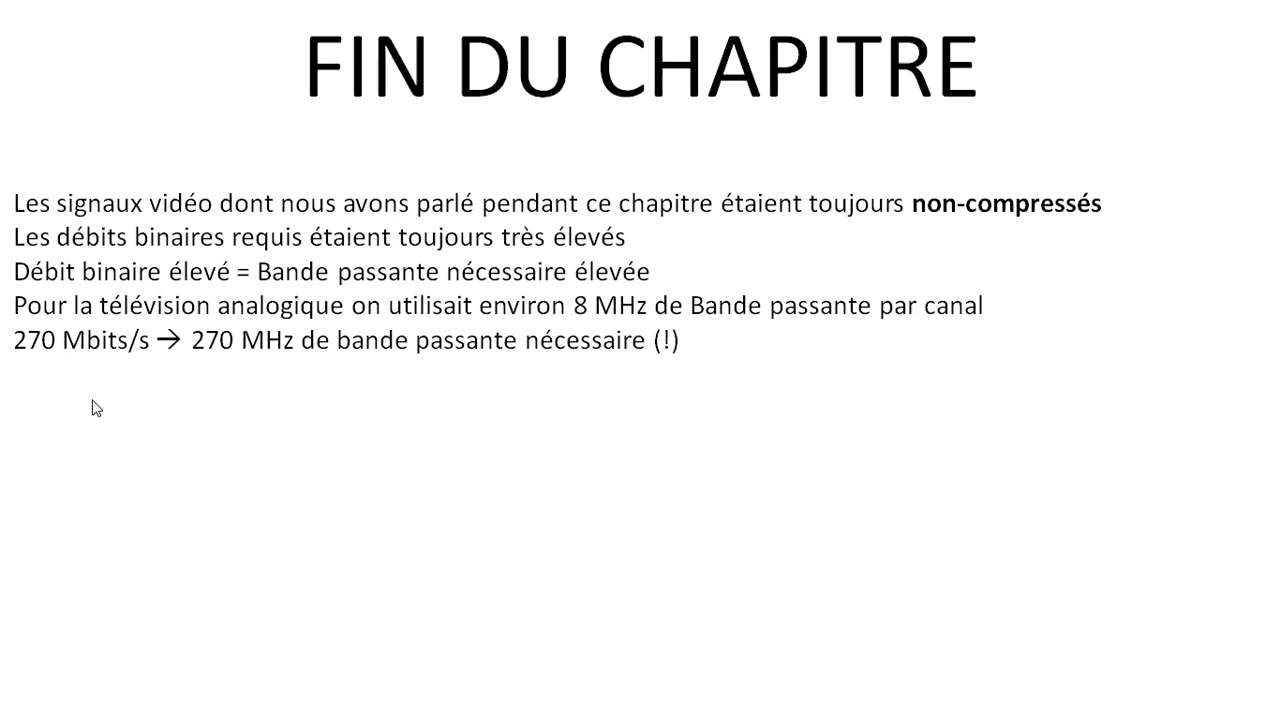 FIN DU CHAPITRE
Les signaux vidéo dont nous avons parlé pendant ce chapitre étaient toujours non-compressés
Les débits binaires requis étaient toujours très élevés
Débit binaire élevé = Bande passante nécessaire élevée
Pour la télévision analogique on utilisait environ 8 MHz de Bande passante par canal
270 Mbits/s → 270 MHz de bande passante nécessaire (!)